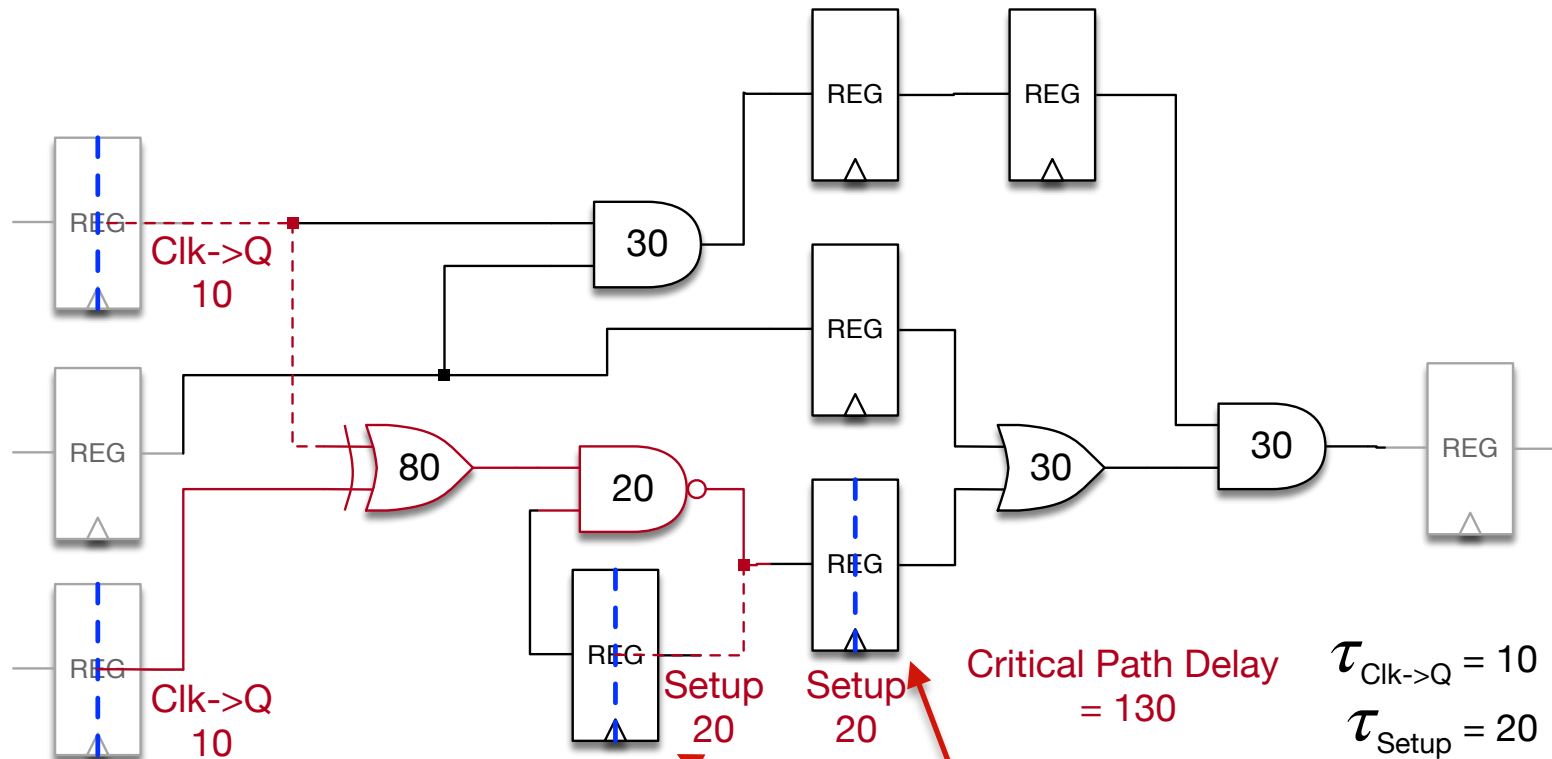 REG
REG
REG
Clk->Q
10
30
REG
REG
80
20
30
30
REG
REG
REG
Clk->Q
10
REG
Setup
20
Setup
20
Critical Path Delay
= 130
τClk->Q = 10
τSetup = 20